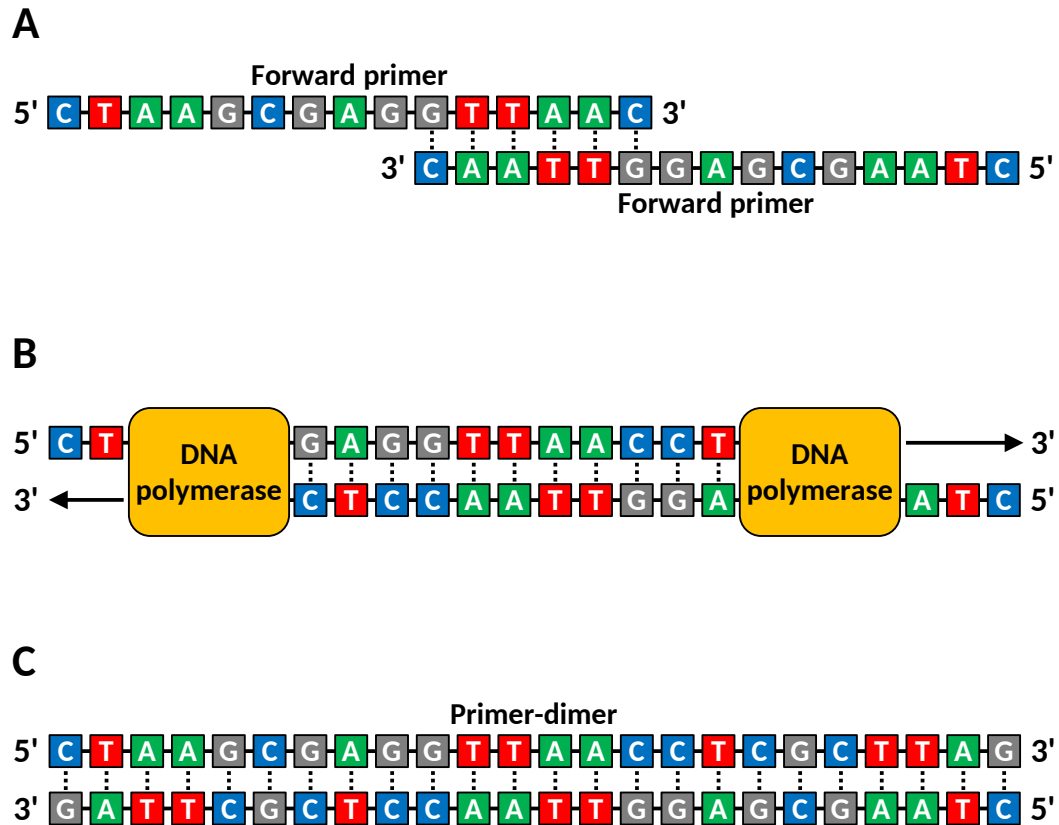 A
Forward primer
5' C T A A G C G A G G T T A A C 3'
3' C A A T T G G A G C G A A T C 5'
Forward primer
B
5' C T DNA polymerase G A G G T T A A C C T DNA polymerase 3'
3' C T C C A A T T G G A A T C 5'
C
Primer-dimer
5' C T A A G C G A G G T T A A C C T C G C T T A G 3'
3' G A T T C G C T C C A A T T G G A G C G A A T C 5'